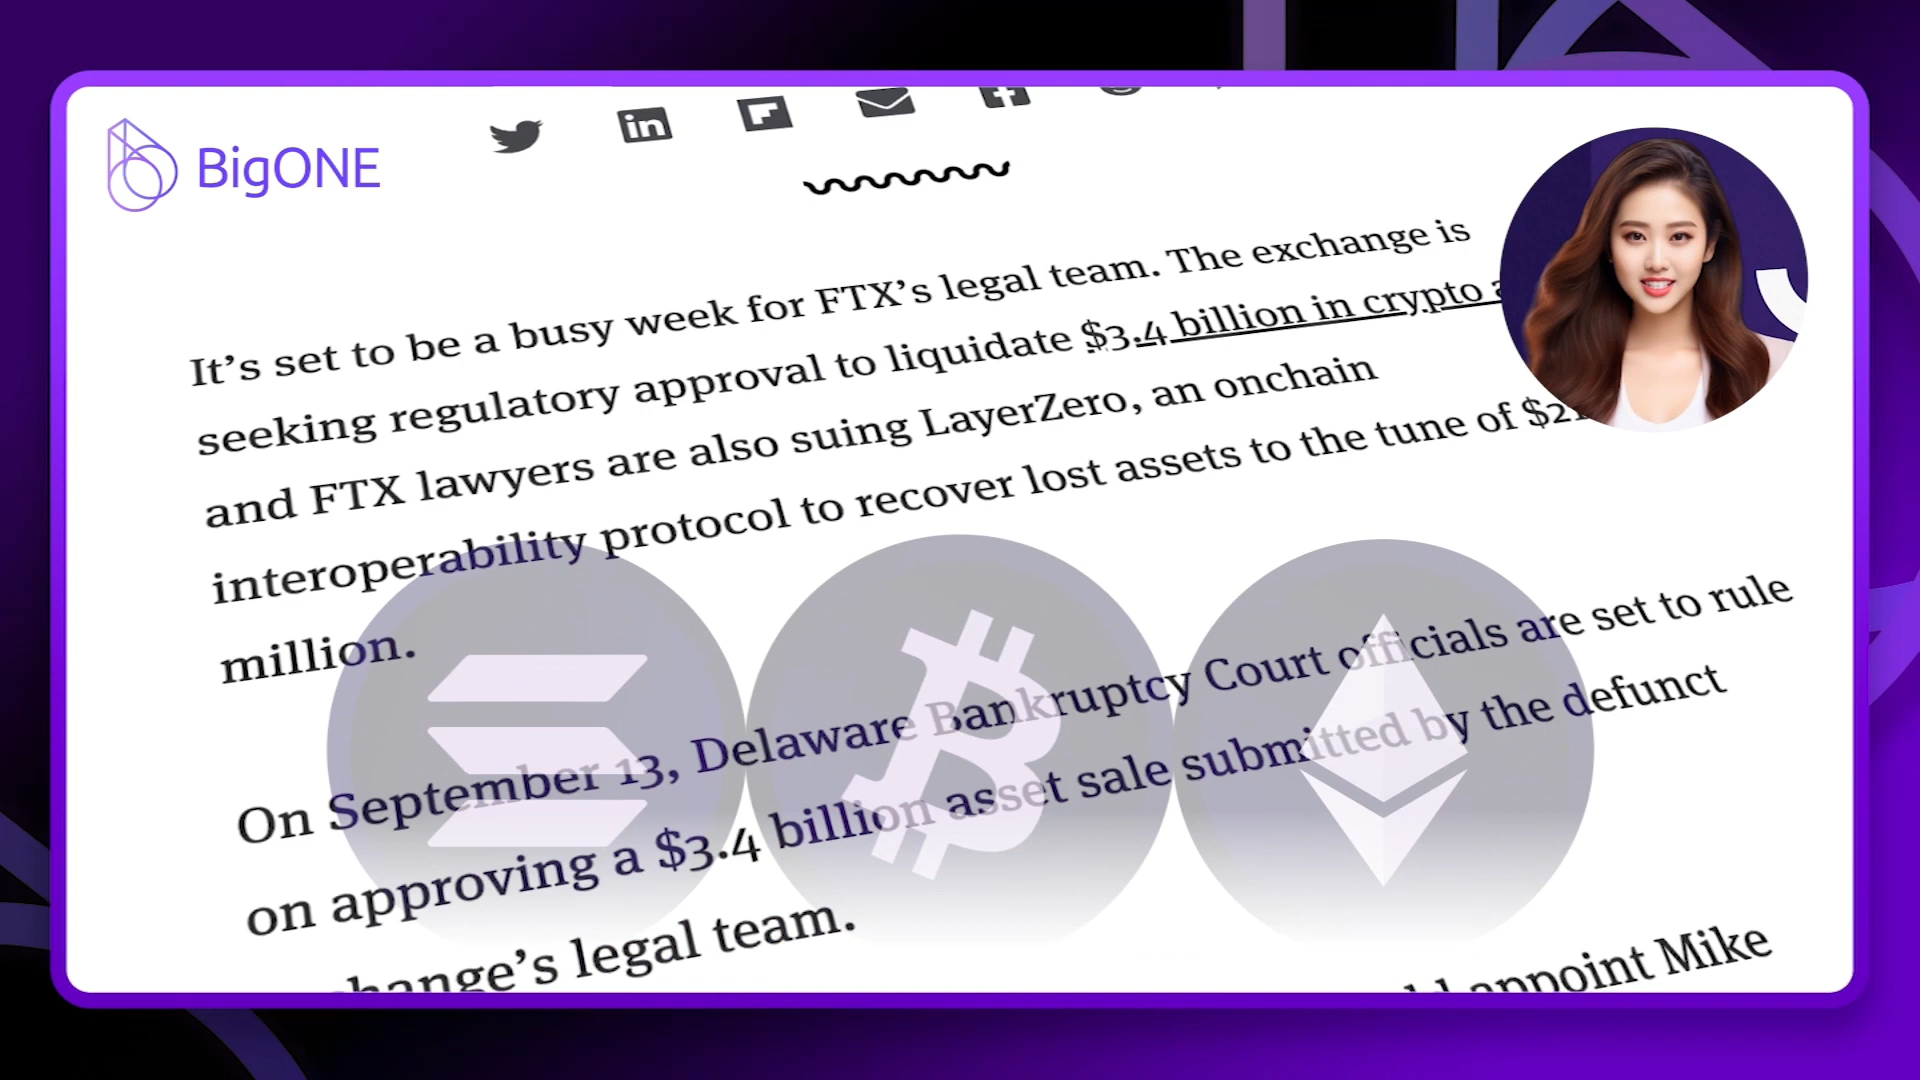 BigONE
It's set to be a busy week for FTX's legal team. The exchange is
seeking regulatory approval to liquidate $3.4 billion in crypto
and FTX lawyers are also suing LayerZero, an onchain
interoperability protocol to recover lost assets to the tune of
million.
On September 13, Delaware Bankruptcy Court officials are set to rule
on approving a $3.4 billion asset sale submitted by the defunct
legal team.
appoint Mike